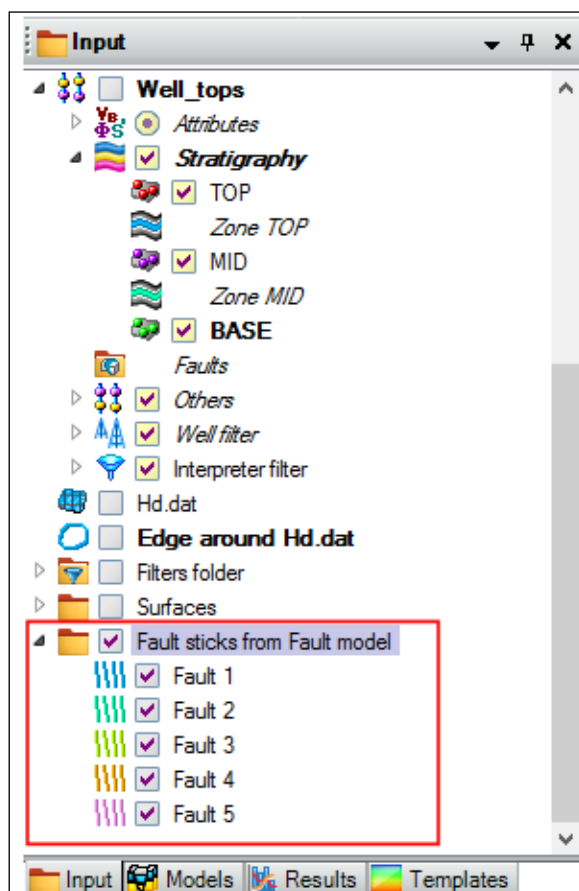 Input
Well_tops
Attributes
Stratigraphy
TOP
Zone TOP
MID
Zone MID
BASE
Faults
Others
Well filter
Interpreter filter
Hd.dat
Edge around Hd.dat
Filters folder
Surfaces
Fault sticks from Fault model
Fault 1
Fault 2
Fault 3
Fault 4
Fault 5
Input Models Results Templates